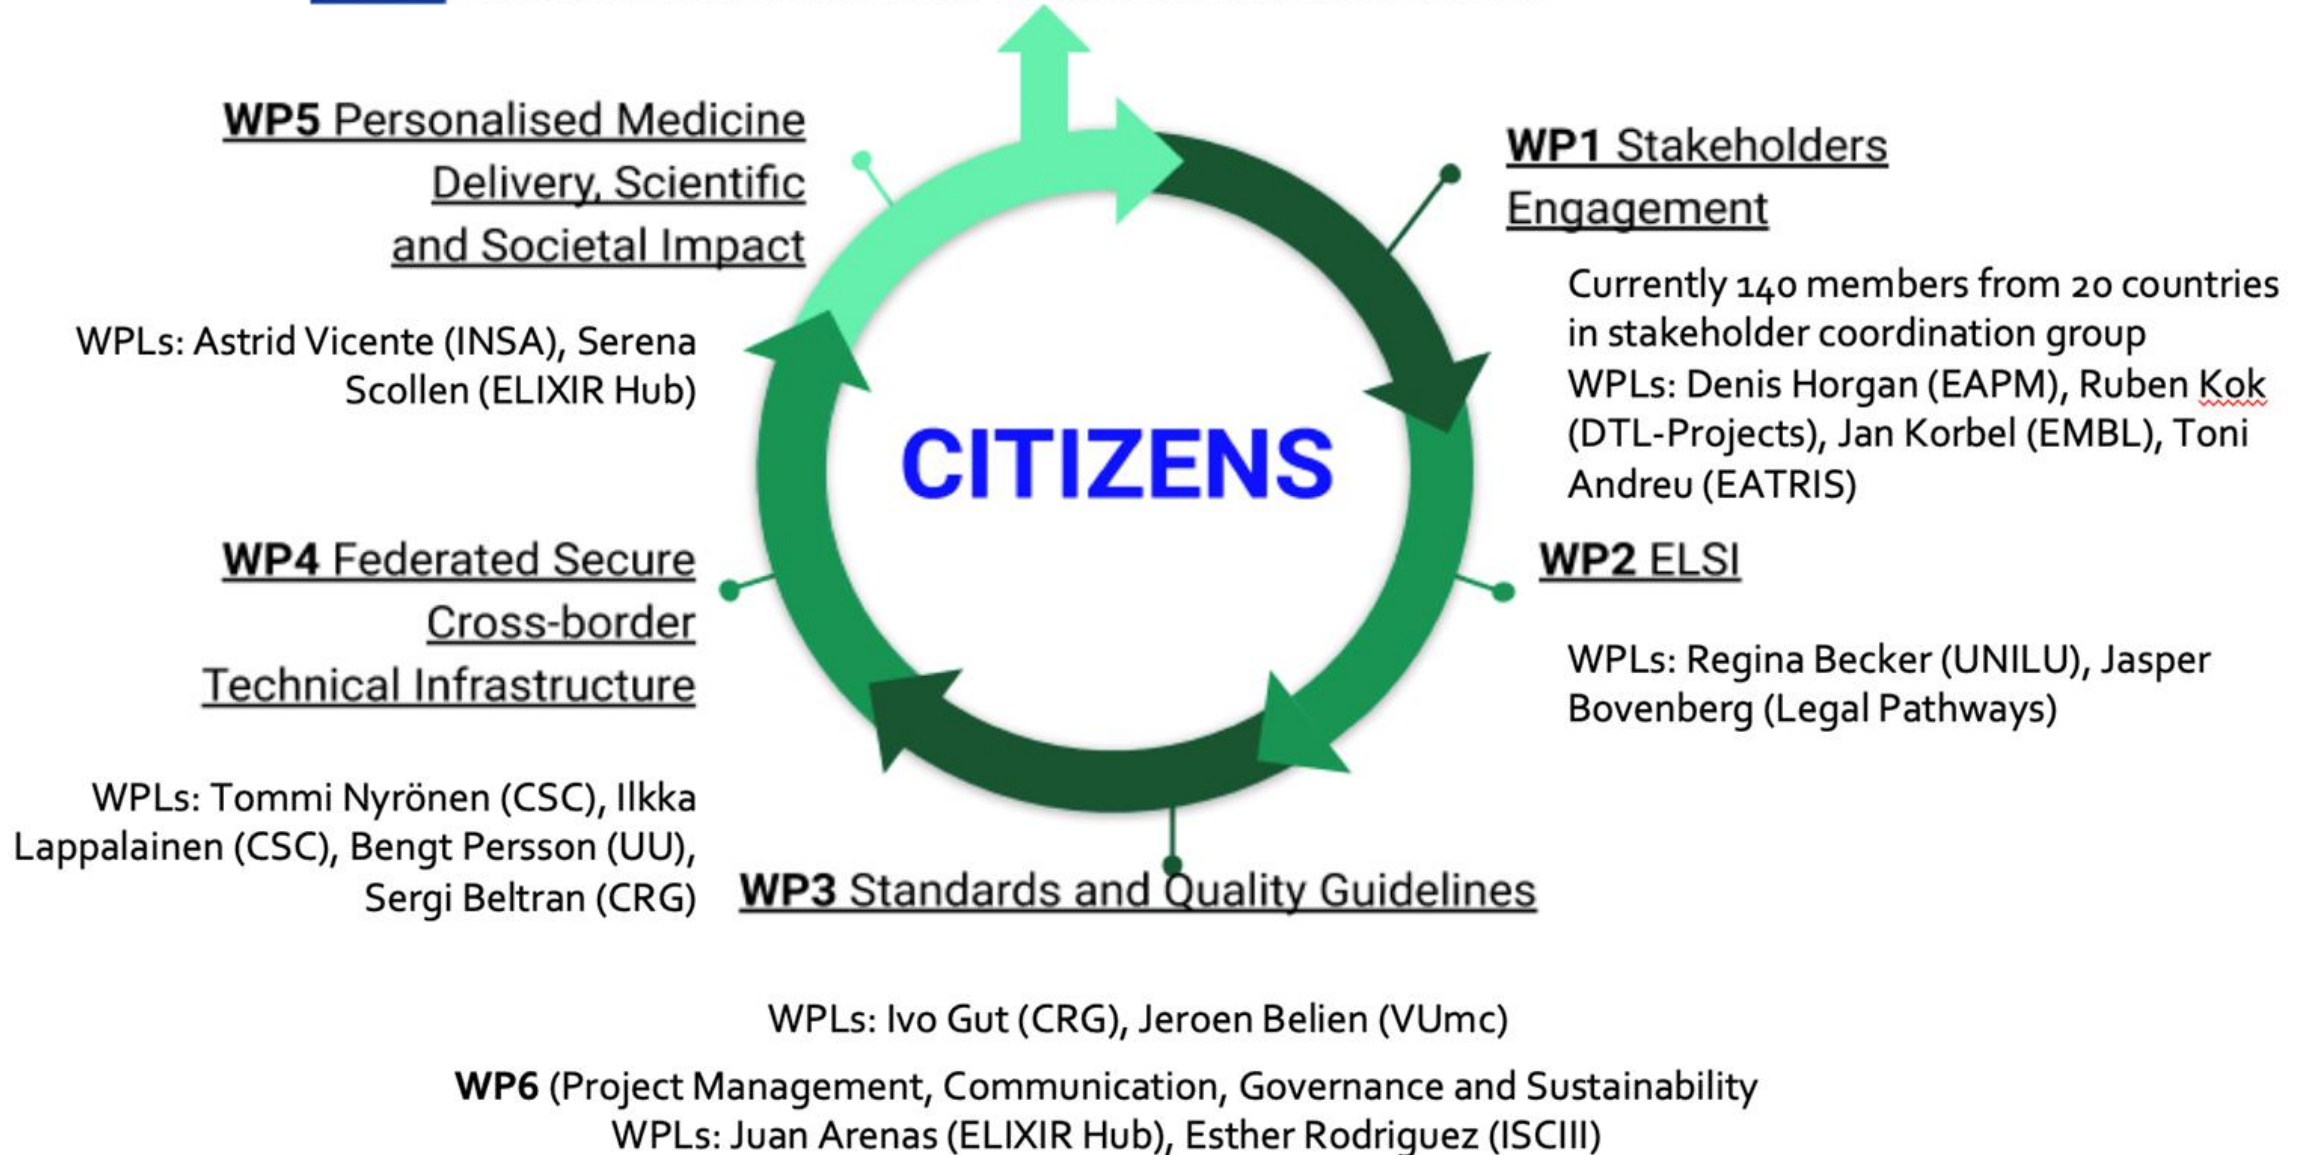 WP5 Personalised Medicine
Delivery, Scientific
and Societal Impact
WPLs: Astrid Vicente (INSA), Serena
Scollen (ELIXIR Hub)
WP1 Stakeholders
Engagement
Currently 140 members from 20 countries
in stakeholder coordination group
WPLs: Denis Horgan (EAPM), Ruben Kok
(DTL-Projects), Jan Korbel (EMBL), Toni
Andreu (EATRIS)
CITIZENS
WP4 Federated Secure
Cross-border
Technical Infrastructure
WPLs: Tommi Nyrönen (CSC), Ilkka
Lappalainen (CSC), Bengt Persson (UU),
Sergi Beltran (CRG)
WP2 ELSI
WPLs: Regina Becker (UNILU), Jasper
Bovenberg (Legal Pathways)
WP3 Standards and Quality Guidelines
WPLs: Ivo Gut (CRG), Jeroen Belien (VUmc)
WP6 (Project Management, Communication, Governance and Sustainability
WPLs: Juan Arenas (ELIXIR Hub), Esther Rodriguez (ISCIII)